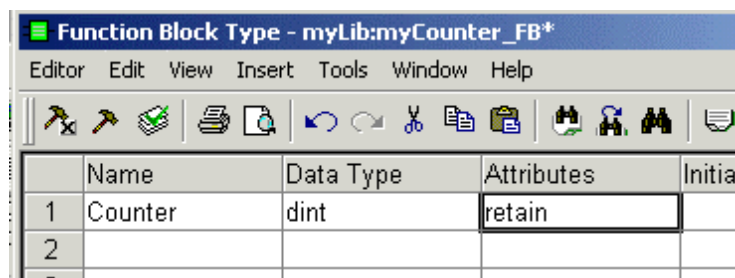 Function Block Type - myLib:myCounter_FB*
Editor Edit View Insert Tools Window Help
Name Data Type Attributes Initia
1 Counter dint retain
2